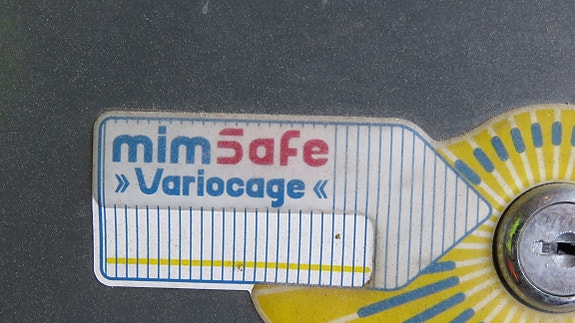 mimSafe
» Variocage «